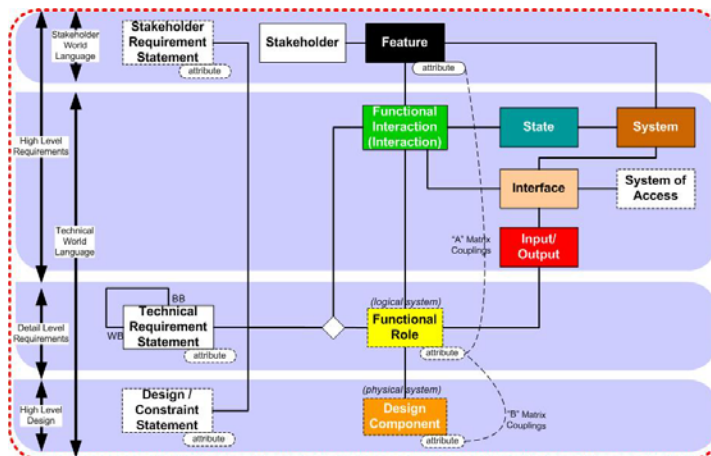 Stakeholder
World
Language
Stakeholder
Requirement
Statement
attribute
Stakeholder
Feature
attribute
High Level
Requirements
Technical
World
Language
Functional
Interaction
(Interaction)
State
System
Interface
System of
Access
Input/
Output
"A" Matrix
Couplings
Detail Level
Requirements
BB
WB
Technical
Requirement
Statement
attribute
(logical system)
Functional
Role
attribute
High Level
Design
Design /
Constraint
Statement
attribute
(physical system)
Design
Component
attribute
"B" Matrix
Couplings